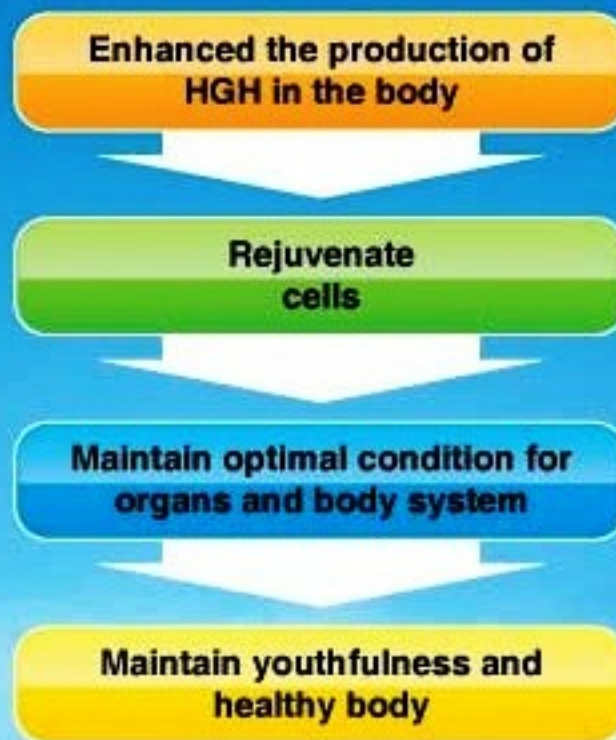 Enhanced the production of
HGH in the body
Rejuvenate
cells
Maintain optimal condition for
organs and body system
Maintain youthfulness and
healthy body